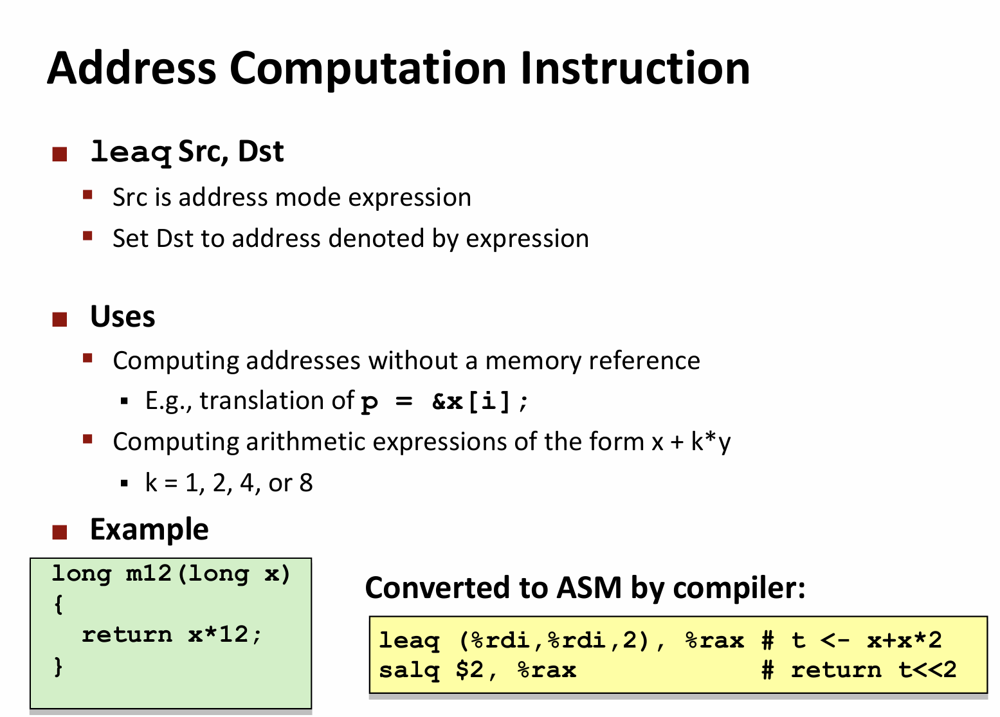 Address Computation Instruction
leaq Src, Dst
Src is address mode expression
Set Dst to address denoted by expression
Uses
Computing addresses without a memory reference
E.g., translation of p = &x[i];
Computing arithmetic expressions of the form x + k*y
k = 1, 2, 4, or 8
Example
long m12(long x)
{
  return x*12;
}
Converted to ASM by compiler:
leaq (%rdi,%rdi,2), %rax # t <- x+x*2
salq $2, %rax            # return t<<2